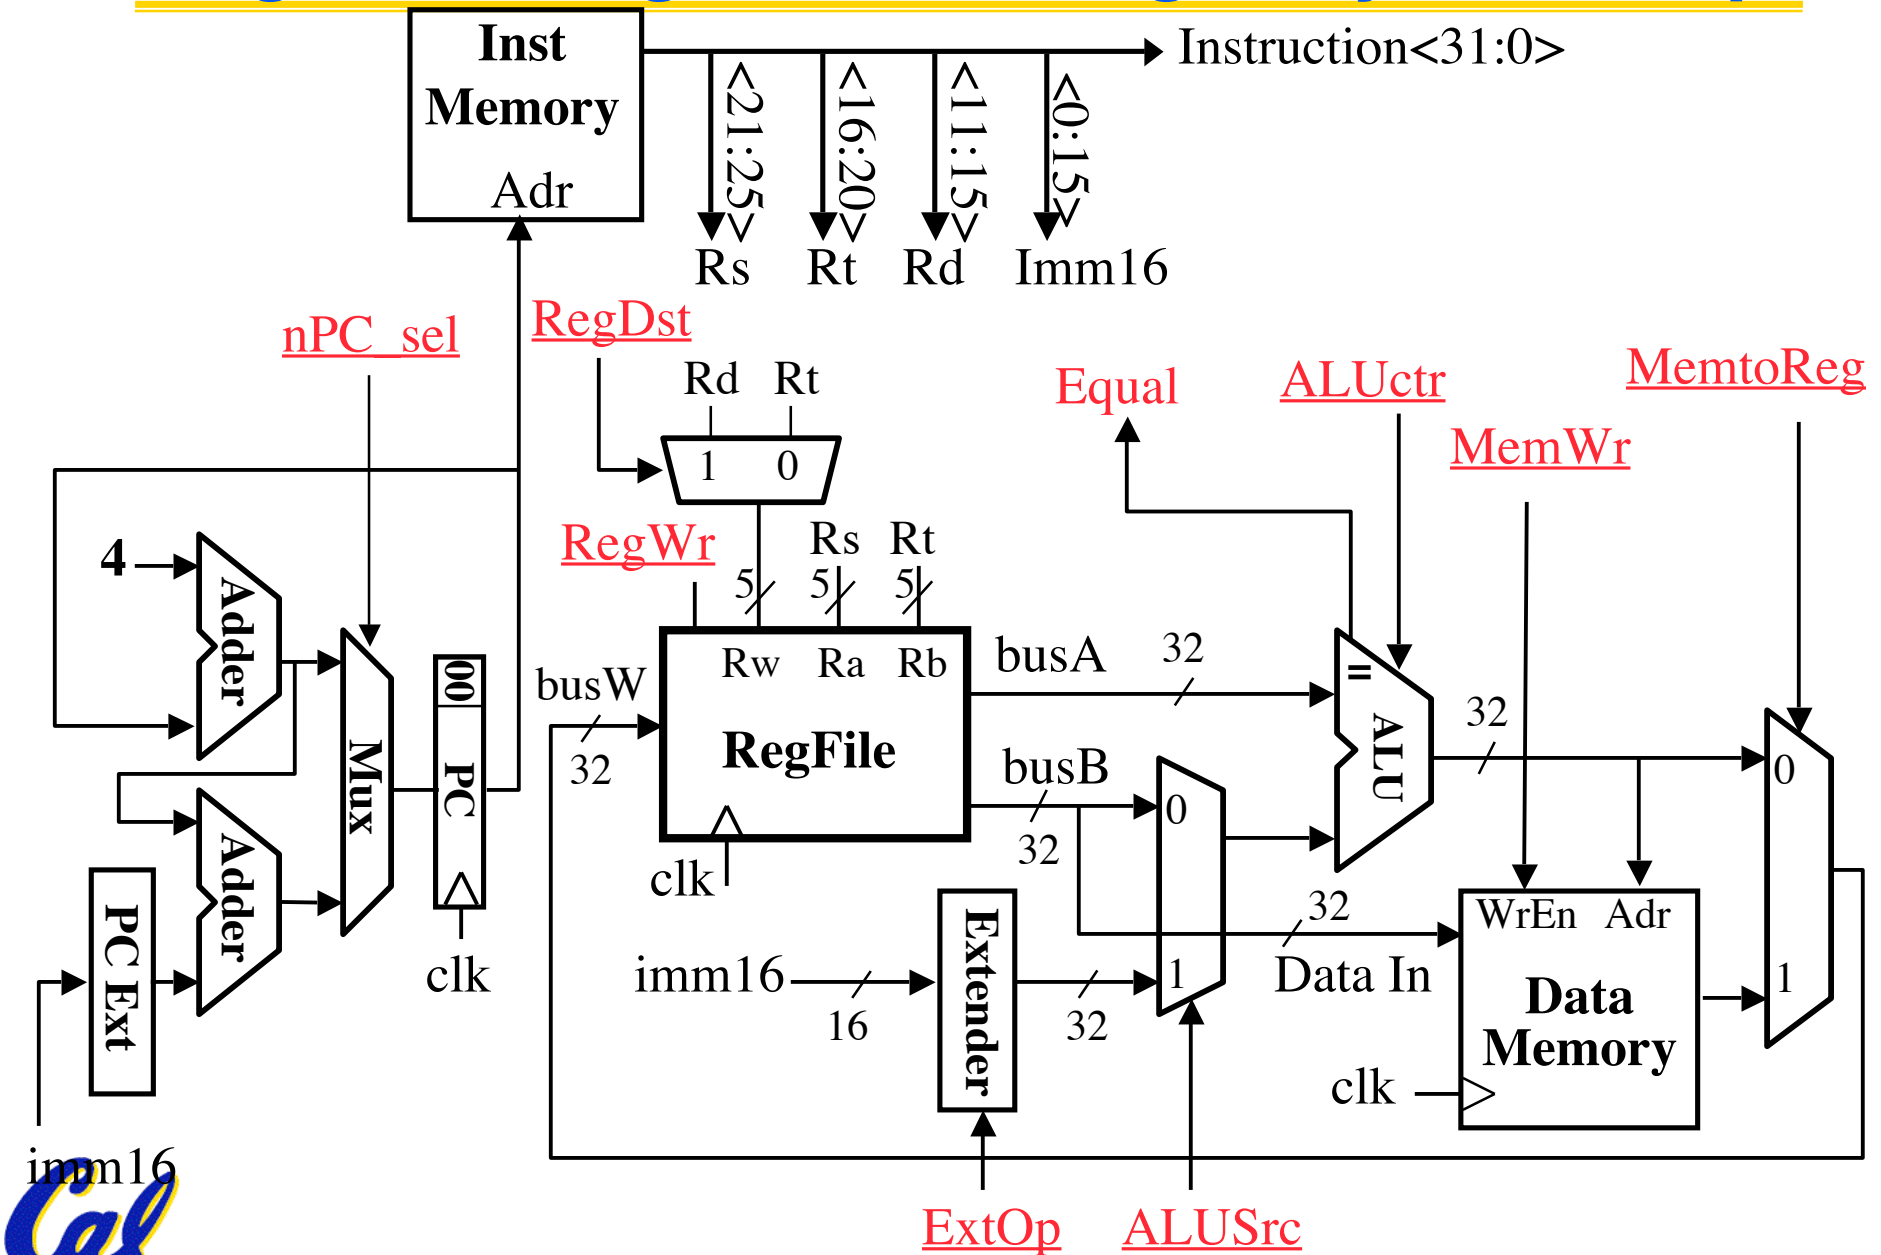 Inst
Memory
Adr
Instruction<31:0>
<21:25>
<16:20>
<11:15>
<0:15>
Rs
Rt
Rd
Imm16
nPC_sel
RegDst
Rd
Rt
1
0
Equal
ALUctr
MemWr
MemtoReg
RegWr
Rs
Rt
5
5
5
4
Adder
Mux
00
PC
clk
Adder
PC Ext
imm16
busW
32
Rw
Ra
Rb
RegFile
clk
busA
32
busB
32
=
ALU
32
0
1
imm16
16
Extender
32
32
Data In
WrEn
Adr
Data
Memory
clk
0
1
ExtOp
ALUSrc
Cal